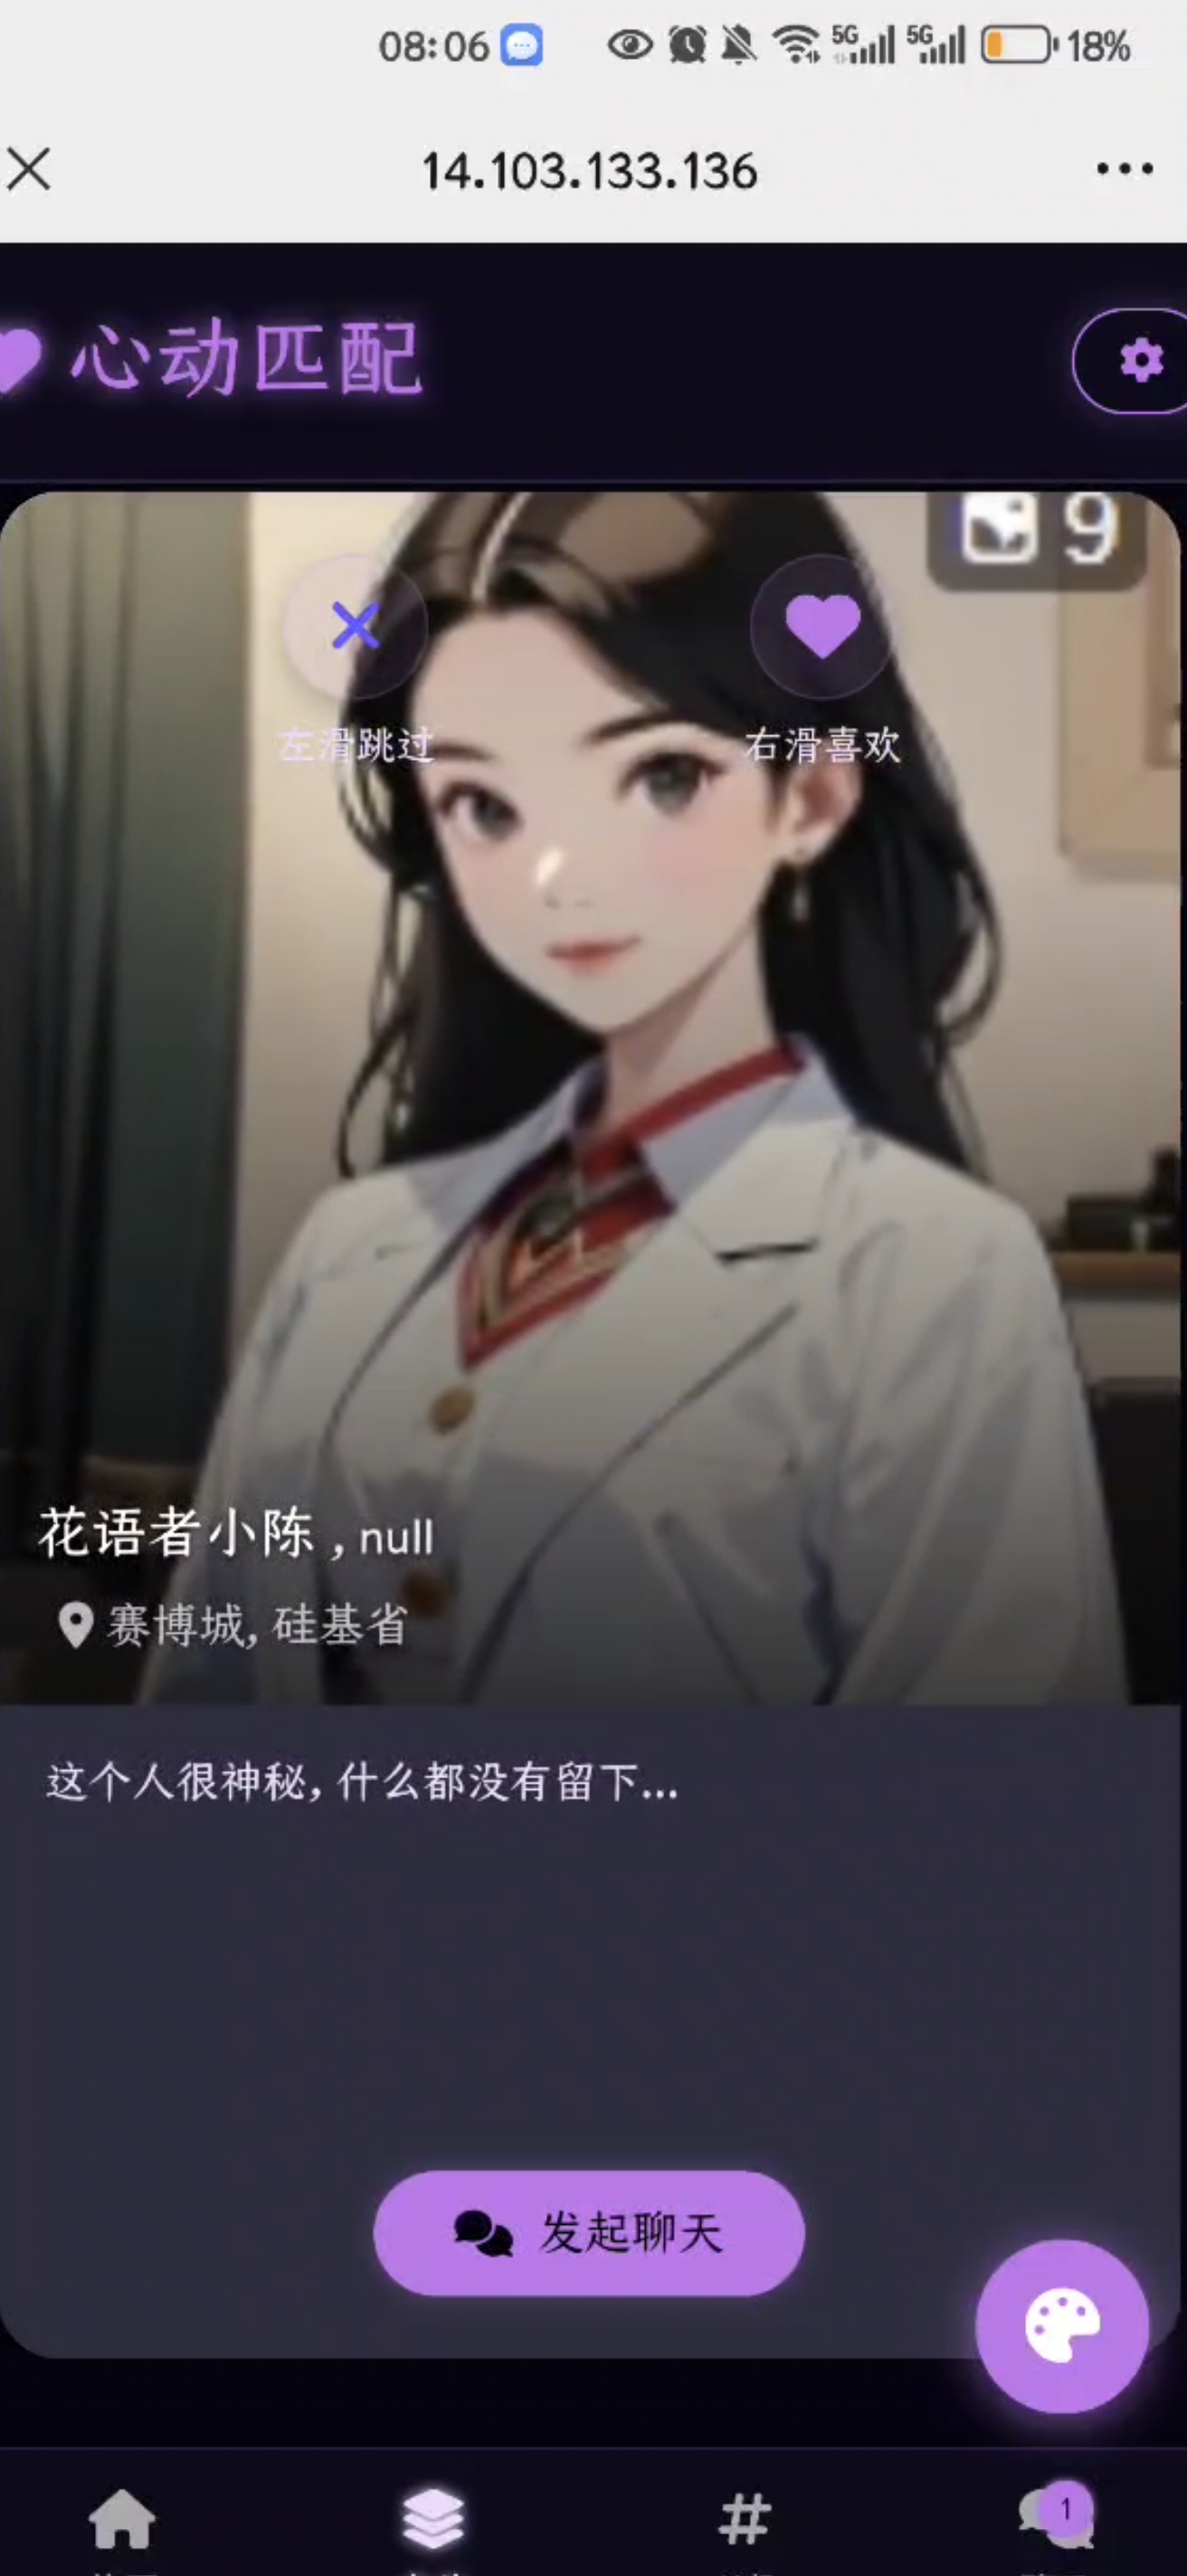 08:06 5G 5G 18%
14.103.133.136
心动匹配
9
左滑跳过 右滑喜欢
花语者小陈 , null
赛博城, 硅基省
这个人很神秘, 什么都没有留下...
发起聊天
1